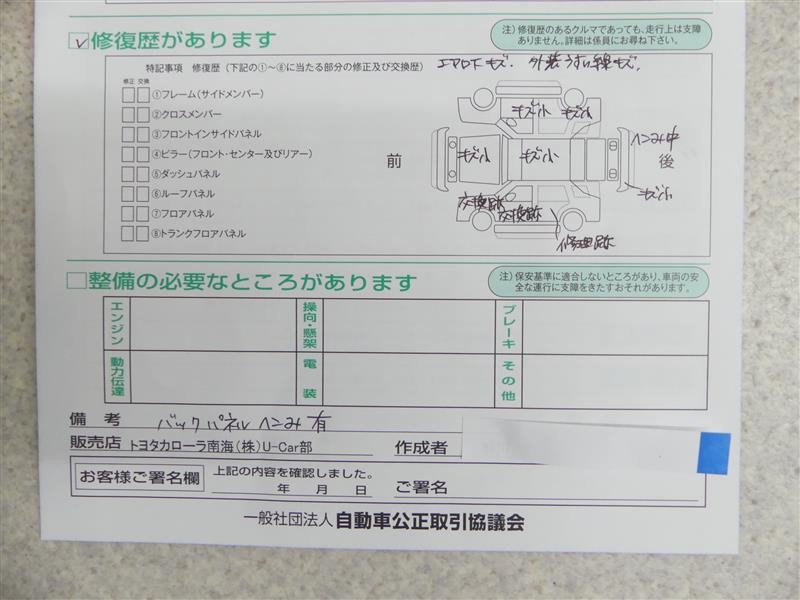 ✓修復歴があります
注）修復歴のあるクルマであっても、走行上は支障
ありません。詳細は係員にお尋ね下さい。
特記事項 修復歴（下記の①〜⑧に当たる部分の修正及び交換歴）
エアロ下キズ. 外装うすい線キズ,
修正 交換
①フレーム（サイドメンバー）
②クロスメンバー
③フロントインサイドパネル
④ピラー（フロント・センター及びリアー）
⑤ダッシュパネル
⑥ルーフパネル
⑦フロアパネル
⑧トランクフロアパネル
前
キズ小 キズ小
キズ小 キズ小
ヘコみ中
後
キズ小
交換跡
交換跡
修理跡
整備の必要なところがあります
注）保安基準に適合しないところがあり、車両の安
全な運行に支障をきたすおそれがあります。
エンジン 操向・懸架 ブレーキ
動力伝達 電装 その他
備考 バックパネル ヘコみ 有
販売店 トヨタカローラ南海（株）U-Car部 作成者
お客様ご署名欄 上記の内容を確認しました。
年 月 日 ご署名
一般社団法人 自動車公正取引協議会